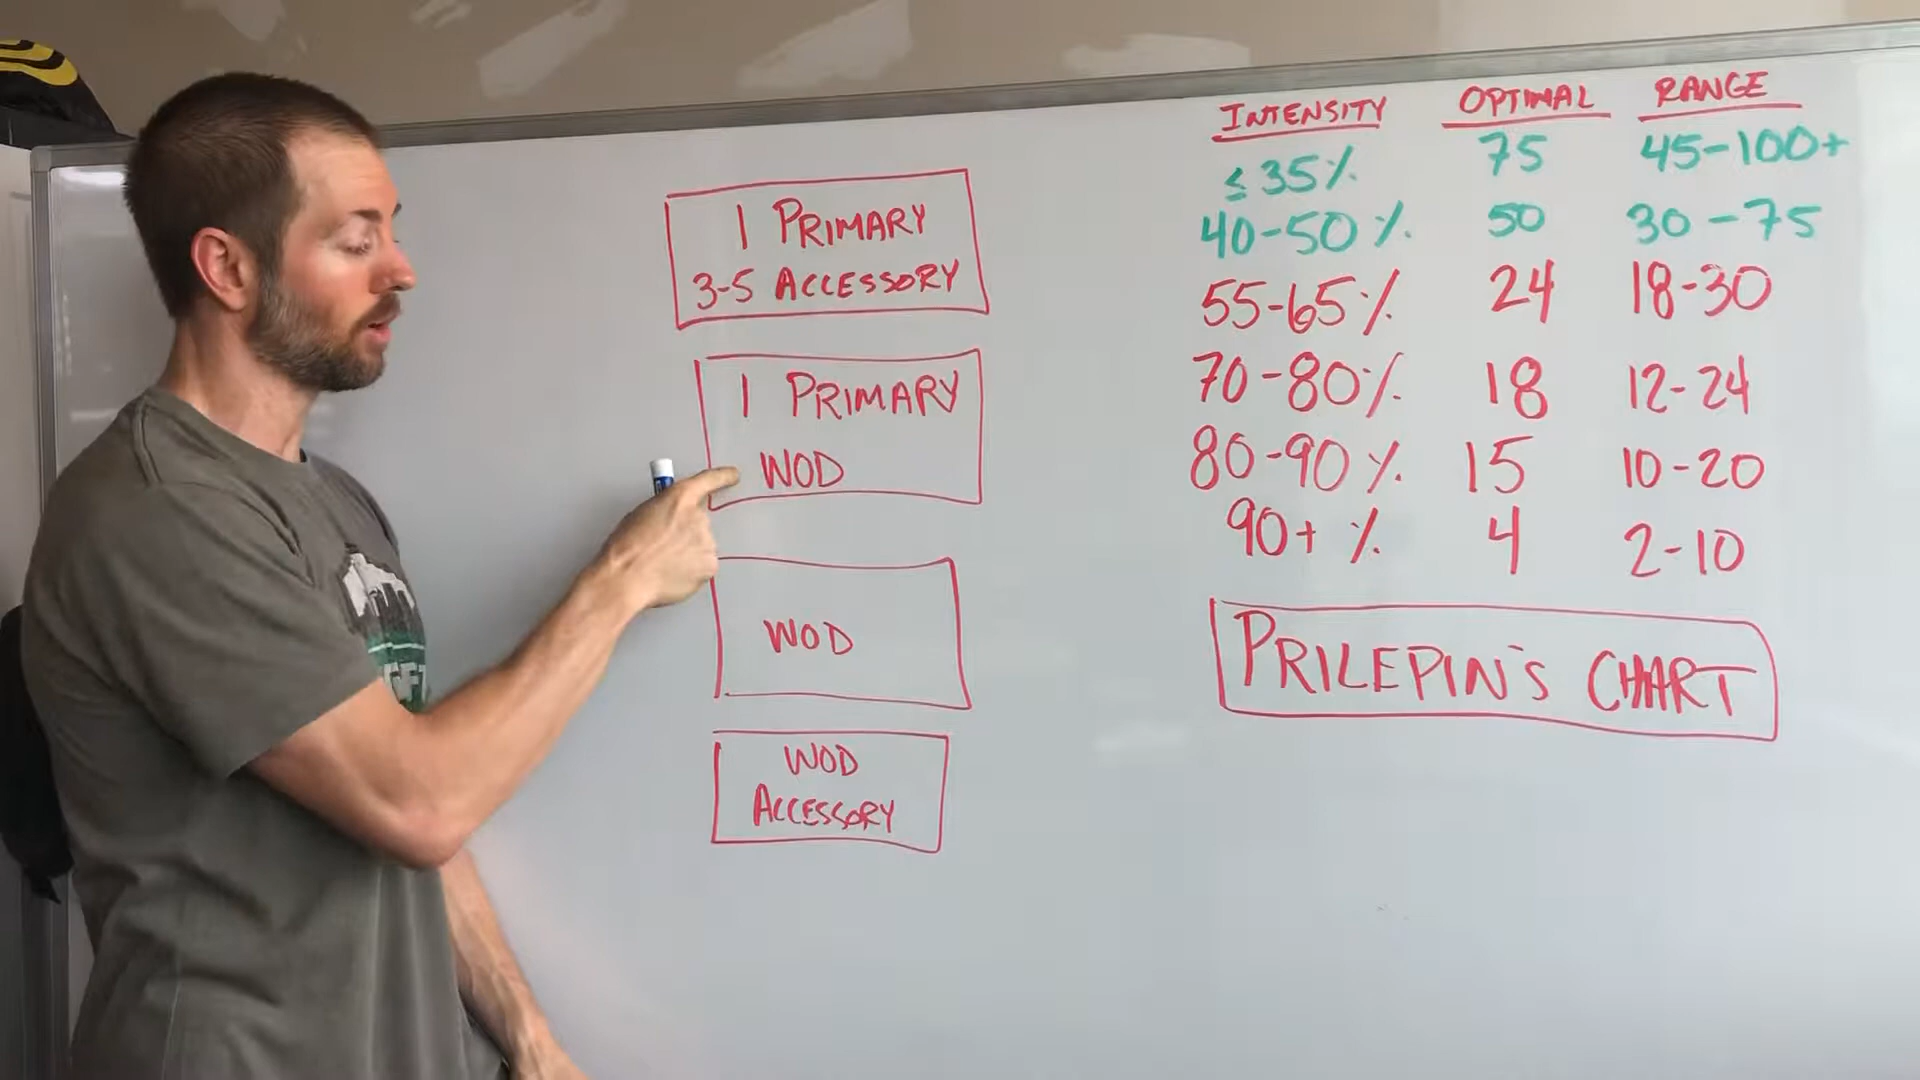 1 PRIMARY
3-5 ACCESSORY
1 PRIMARY
WOD
WOD
WOD
ACCESSORY
INTENSITY OPTIMAL RANGE
≤35% 75 45-100+
40-50% 50 30-75
55-65% 24 18-30
70-80% 18 12-24
80-90% 15 10-20
90+ % 4 2-10
PRILEPIN'S CHART